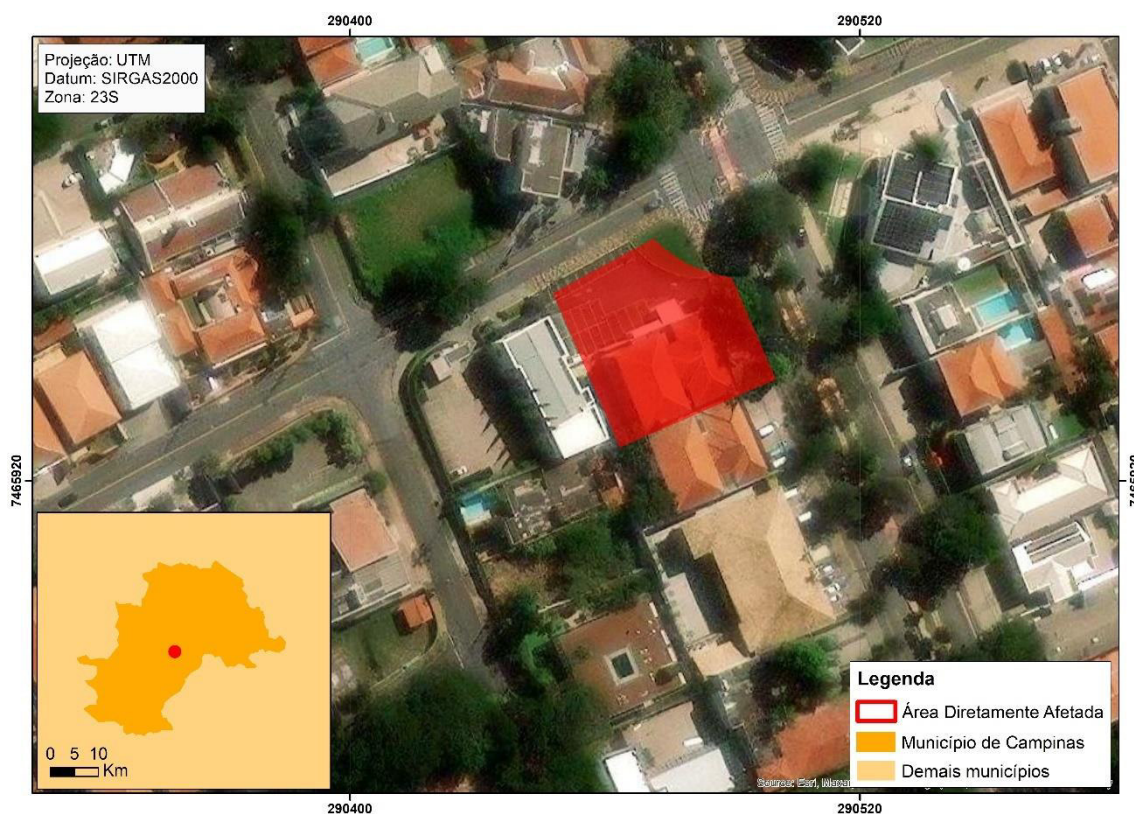 290400
290520
Projeção: UTM
Datum: SIRGAS2000
Zona: 23S
7465920
7465920
0 5 10
Km
Legenda
Área Diretamente Afetada
Município de Campinas
Demais municípios
Source: Esri,
290400
290520